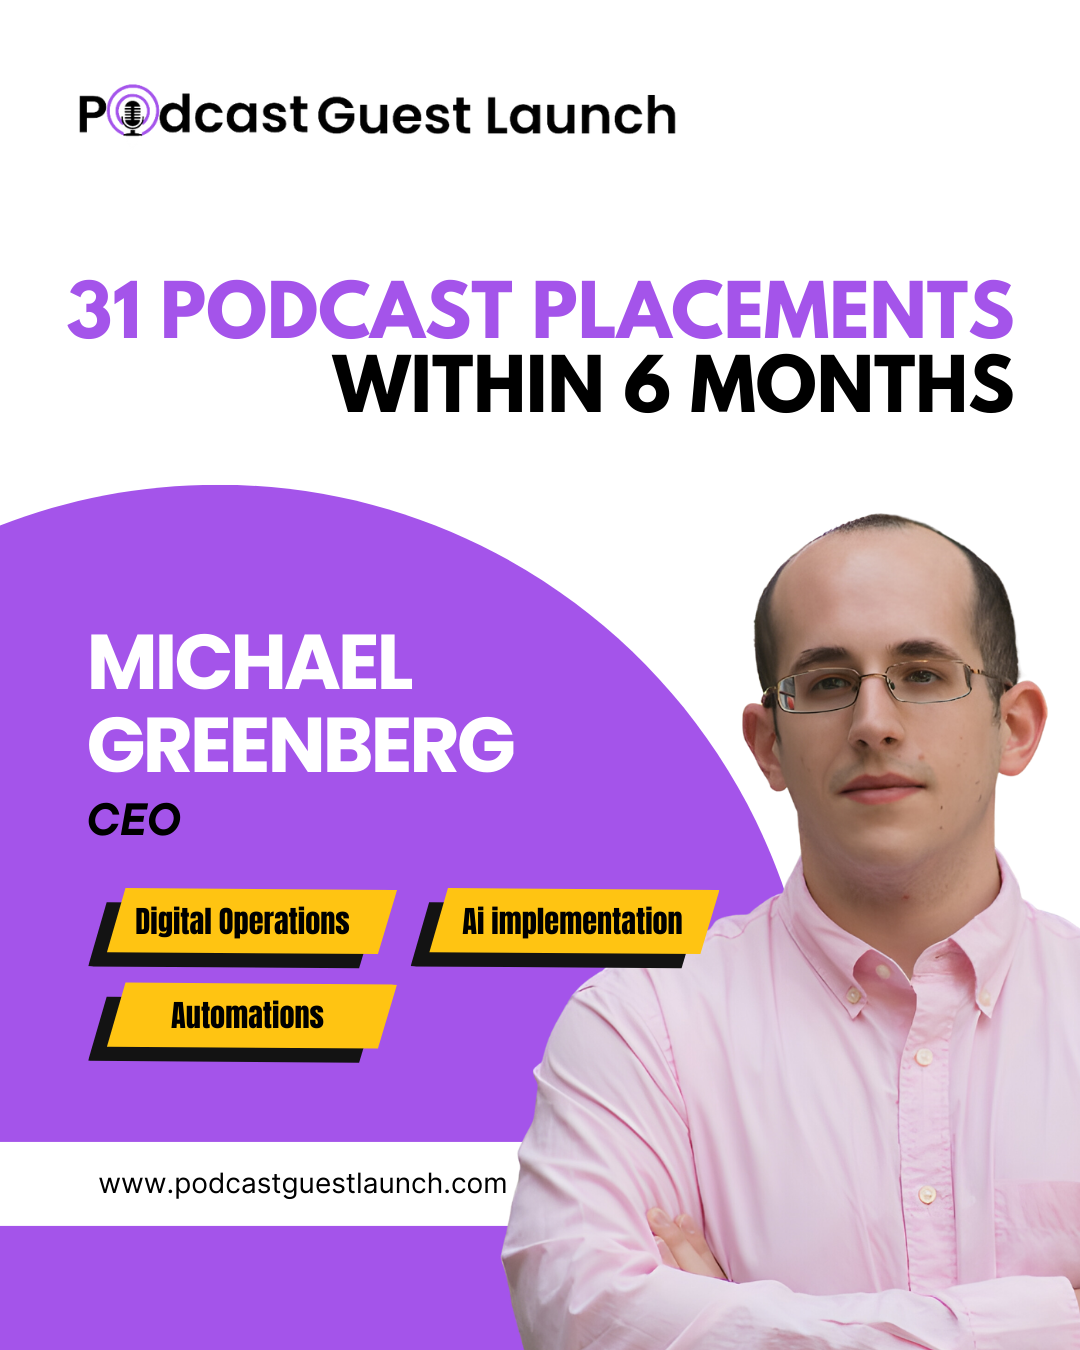 Podcast Guest Launch
31 PODCAST PLACEMENTS
WITHIN 6 MONTHS
MICHAEL
GREENBERG
CEO
Digital Operations
Ai implementation
Automations
www.podcastguestlaunch.com